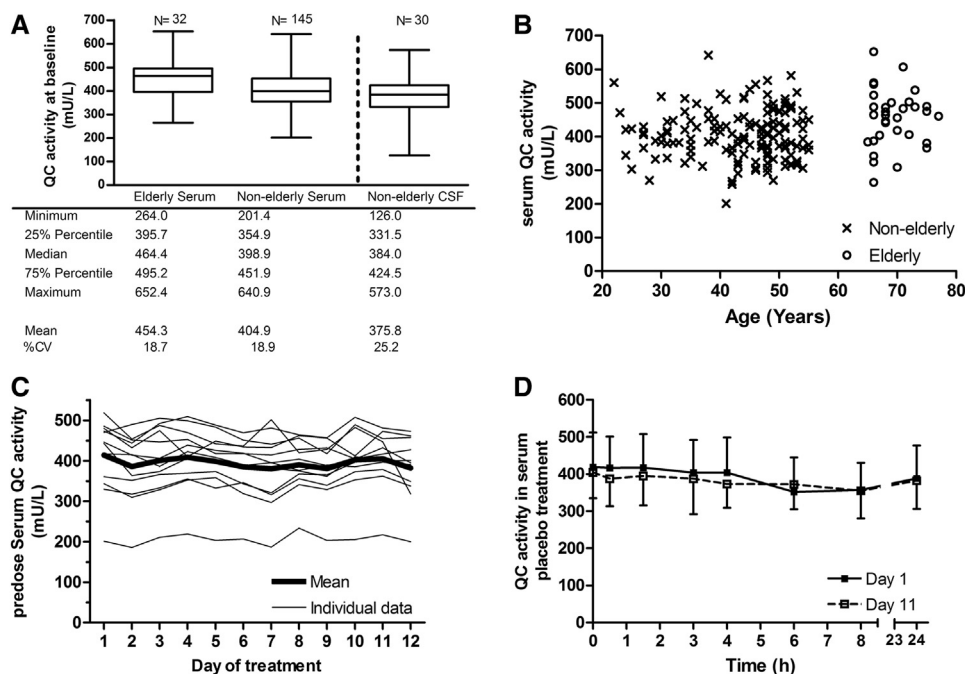 A
N= 32 N= 145 N= 30
QC activity at baseline
(mU/L)
700
600
500
400
300
200
100
0
Elderly Serum Non-elderly Serum Non-elderly CSF
Minimum 264.0 201.4 126.0
25% Percentile 395.7 354.9 331.5
Median 464.4 398.9 384.0
75% Percentile 495.2 451.9 424.5
Maximum 652.4 640.9 573.0
Mean 454.3 404.9 375.8
%CV 18.7 18.9 25.2
B
serum QC activity
(mU/L)
700
600
500
400
300
200
100
0
Non-elderly
Elderly
20 30 40 50 60 70 80
Age (Years)
C
predose Serum QC activity
(mU/L)
500
400
300
200
100
0
Mean
Individual data
1 2 3 4 5 6 7 8 9 10 11 12
Day of treatment
D
QC activity in serum
placebo treatment
(mU/L)
600
500
400
300
200
100
0
Day 1
Day 11
0 1 2 3 4 5 6 7 8 23 24
Time (h)